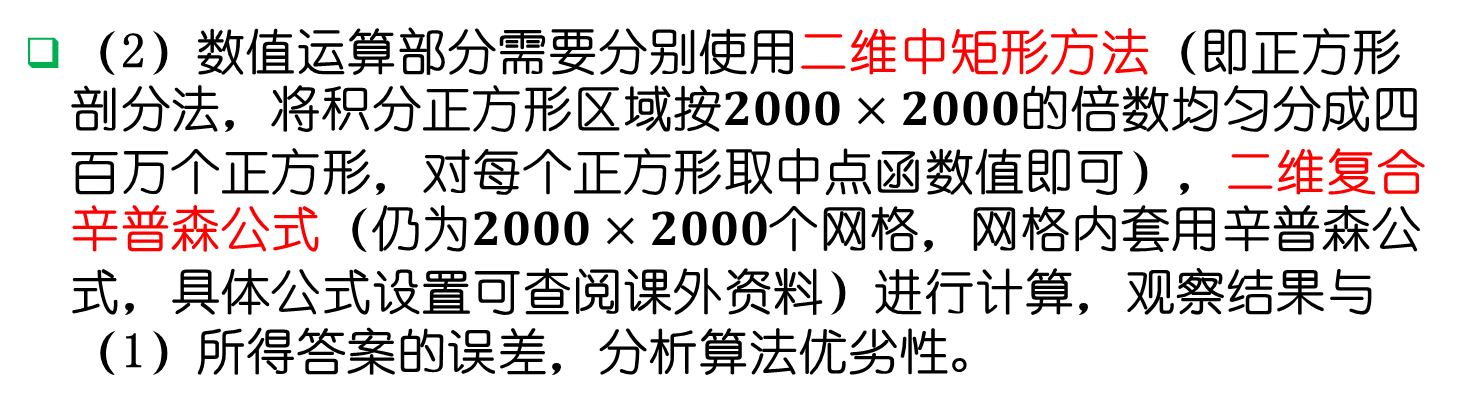 （2）数值运算部分需要分别使用二维中矩形方法（即正方形
剖分法，将积分正方形区域按2000 × 2000的倍数均匀分成四
百万个正方形，对每个正方形取中点函数值即可），二维复合
辛普森公式（仍为2000 × 2000个网格，网格内套用辛普森公
式，具体公式设置可查阅课外资料）进行计算，观察结果与
（1）所得答案的误差，分析算法优劣性。